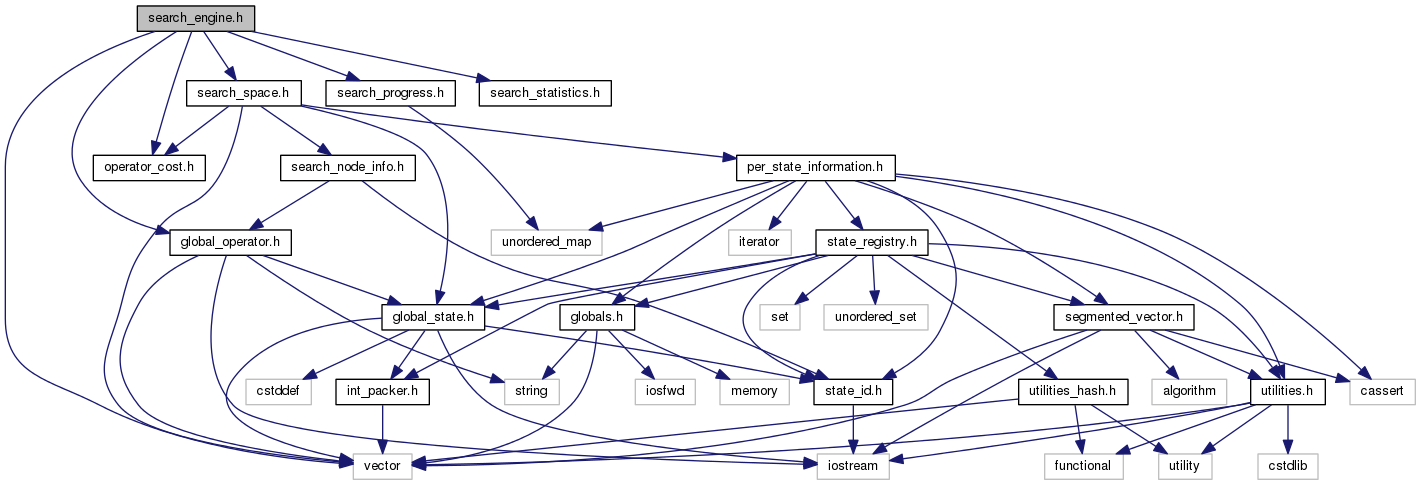 search_engine.h
search_space.h
search_progress.h
search_statistics.h
operator_cost.h
search_node_info.h
per_state_information.h
global_operator.h
unordered_map
iterator
state_registry.h
global_state.h
globals.h
set
unordered_set
segmented_vector.h
cstddef
int_packer.h
string
iosfwd
memory
state_id.h
utilities_hash.h
algorithm
utilities.h
cassert
vector
iostream
functional
utility
cstdlib